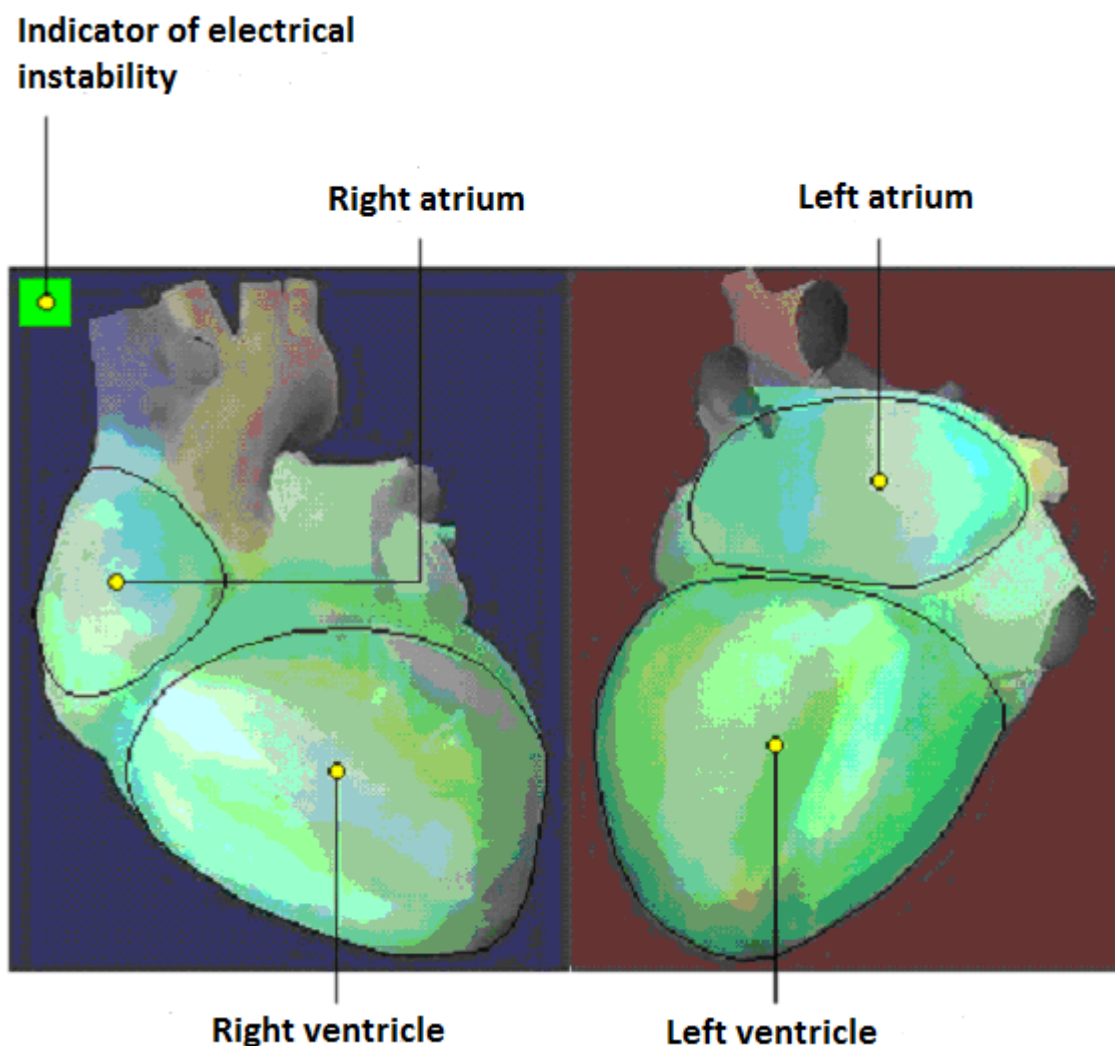 Indicator of electrical
instability
Right atrium
Left atrium
Right ventricle
Left ventricle